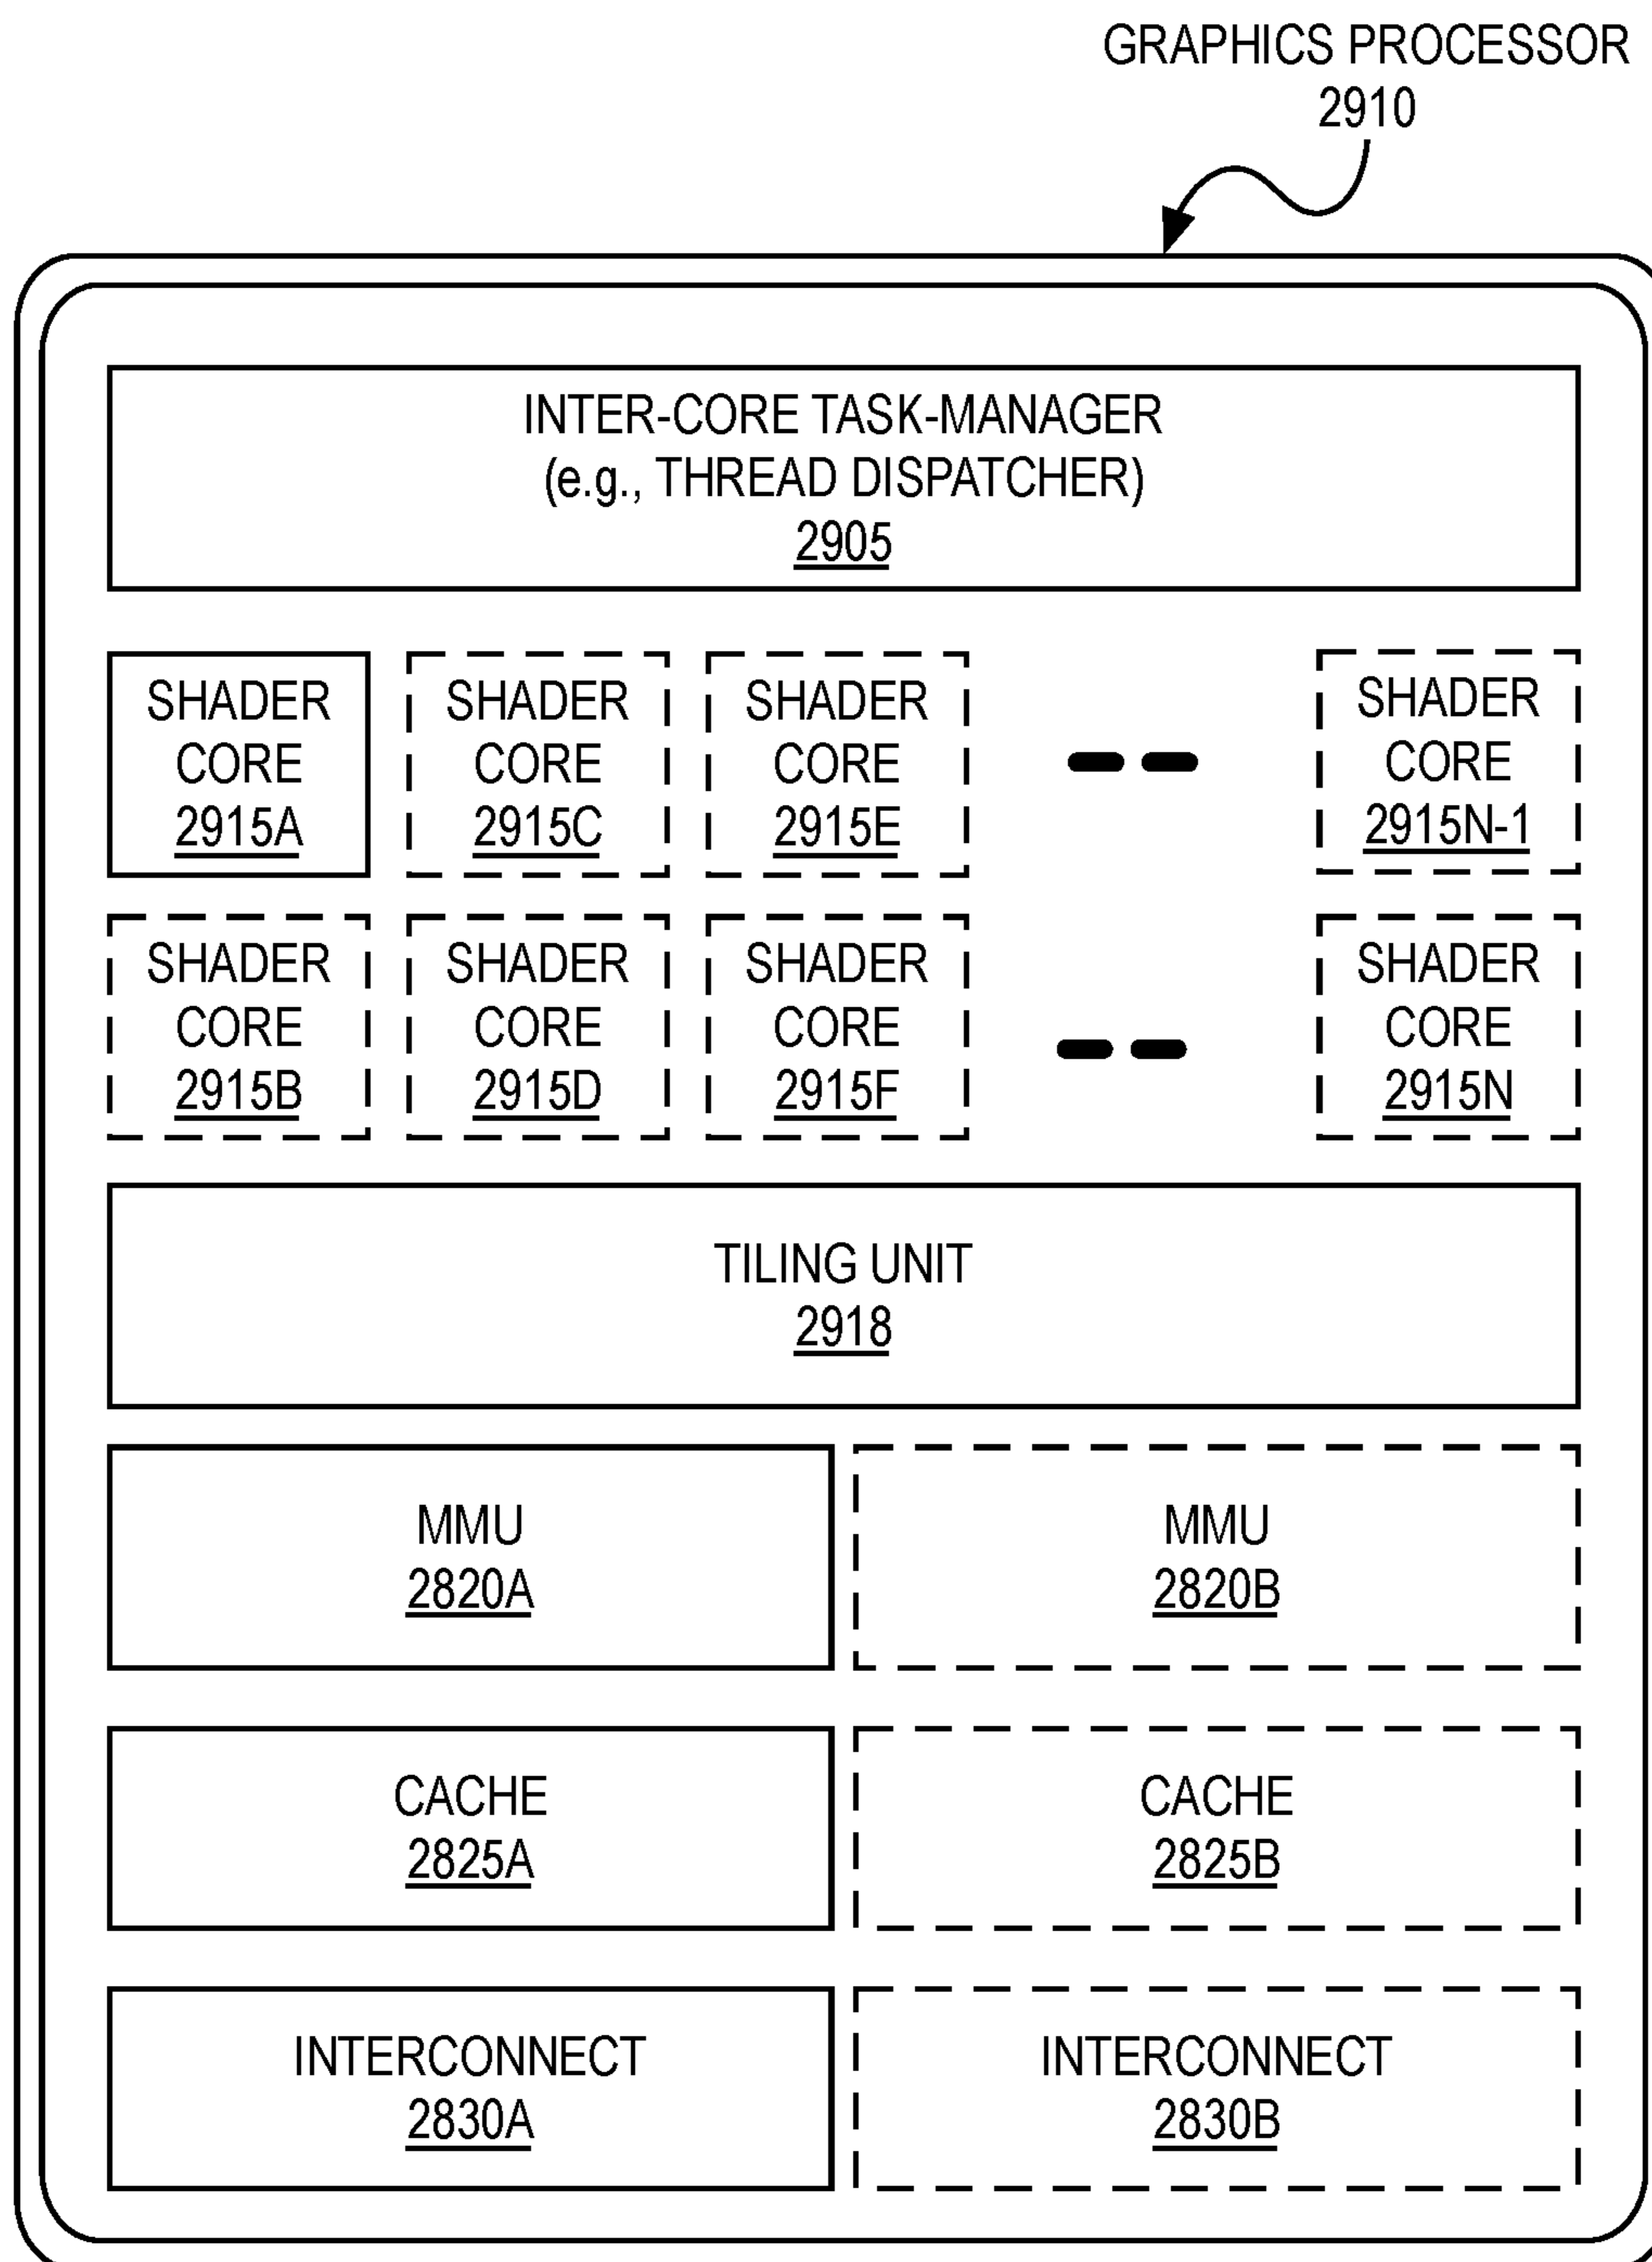 GRAPHICS PROCESSOR
2910
INTER-CORE TASK-MANAGER
(e.g., THREAD DISPATCHER)
2905
SHADER
CORE
2915A
SHADER
CORE
2915C
SHADER
CORE
2915E
SHADER
CORE
2915N-1
SHADER
CORE
2915B
SHADER
CORE
2915D
SHADER
CORE
2915F
SHADER
CORE
2915N
TILING UNIT
2918
MMU
2820A
MMU
2820B
CACHE
2825A
CACHE
2825B
INTERCONNECT
2830A
INTERCONNECT
2830B